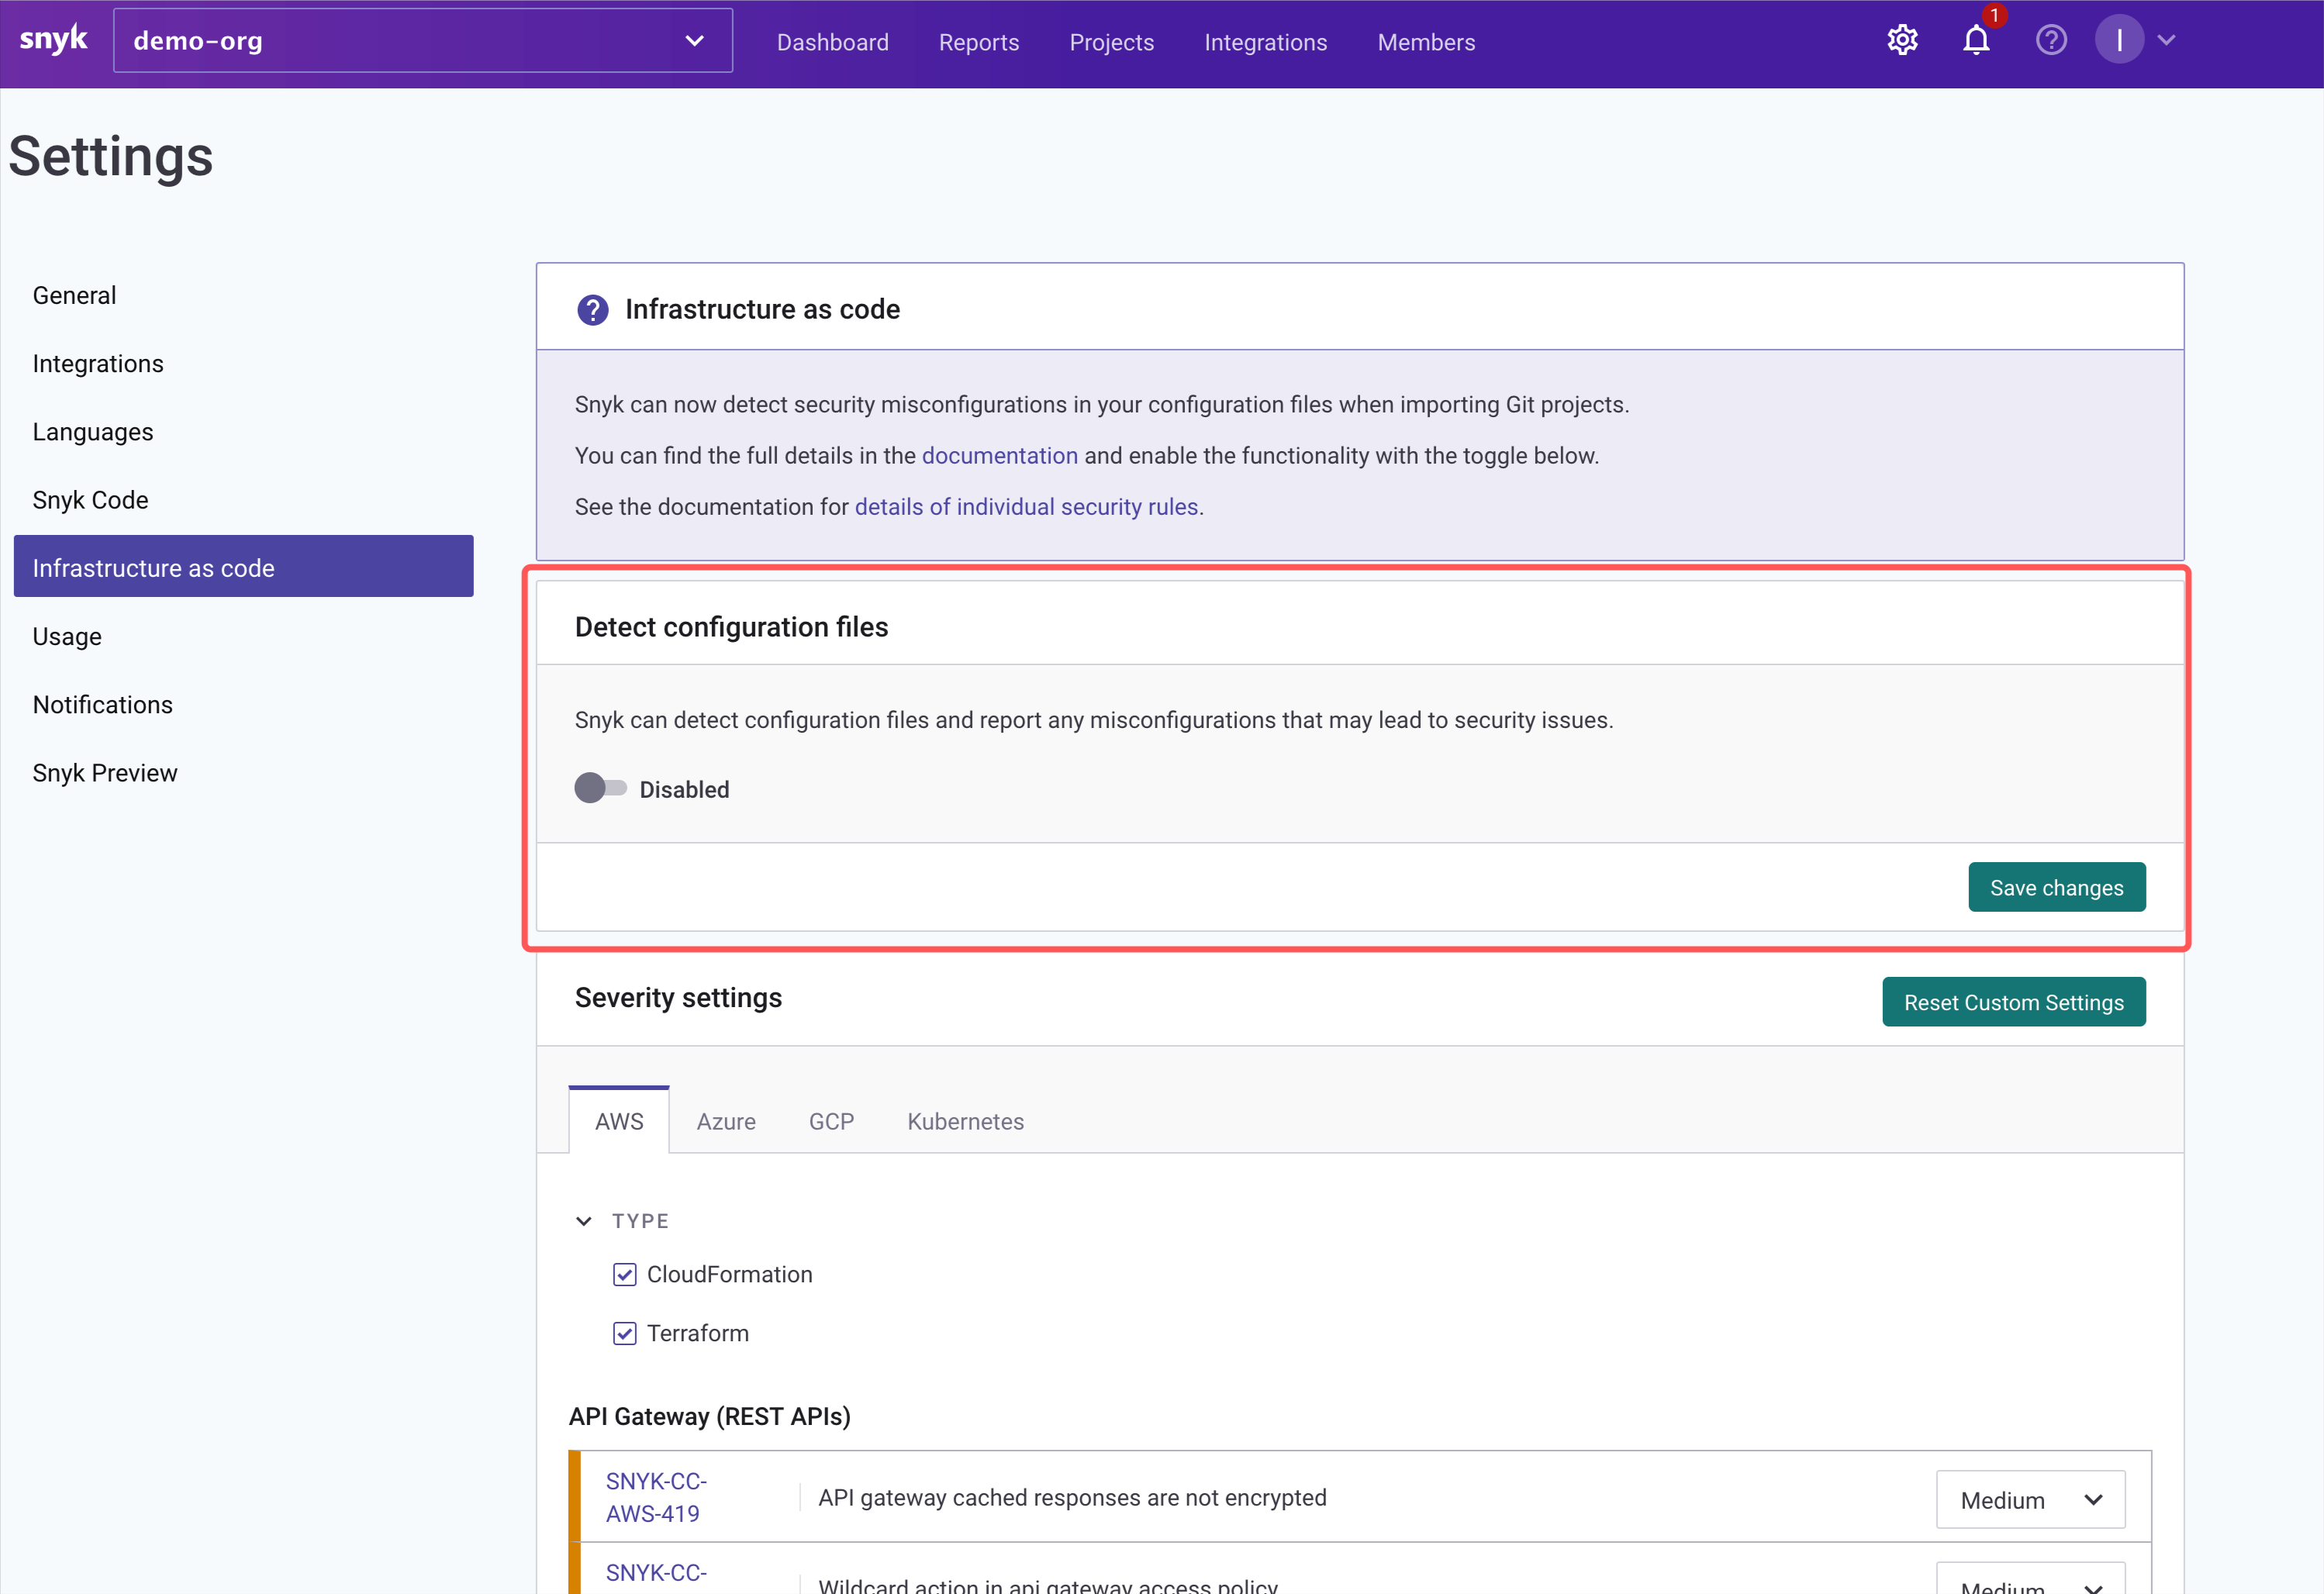 snyk
demo-org
Dashboard
Reports
Projects
Integrations
Members
1
I
Settings
General
Integrations
Languages
Snyk Code
Infrastructure as code
Usage
Notifications
Snyk Preview
? Infrastructure as code
Snyk can now detect security misconfigurations in your configuration files when importing Git projects.
You can find the full details in the documentation and enable the functionality with the toggle below.
See the documentation for details of individual security rules.
Detect configuration files
Snyk can detect configuration files and report any misconfigurations that may lead to security issues.
Disabled
Save changes
Severity settings
Reset Custom Settings
AWS
Azure
GCP
Kubernetes
TYPE
CloudFormation
Terraform
API Gateway (REST APIs)
SNYK-CC-
AWS-419
API gateway cached responses are not encrypted
Medium
SNYK-CC-
Wildcard action in api gateway access policy
Medium